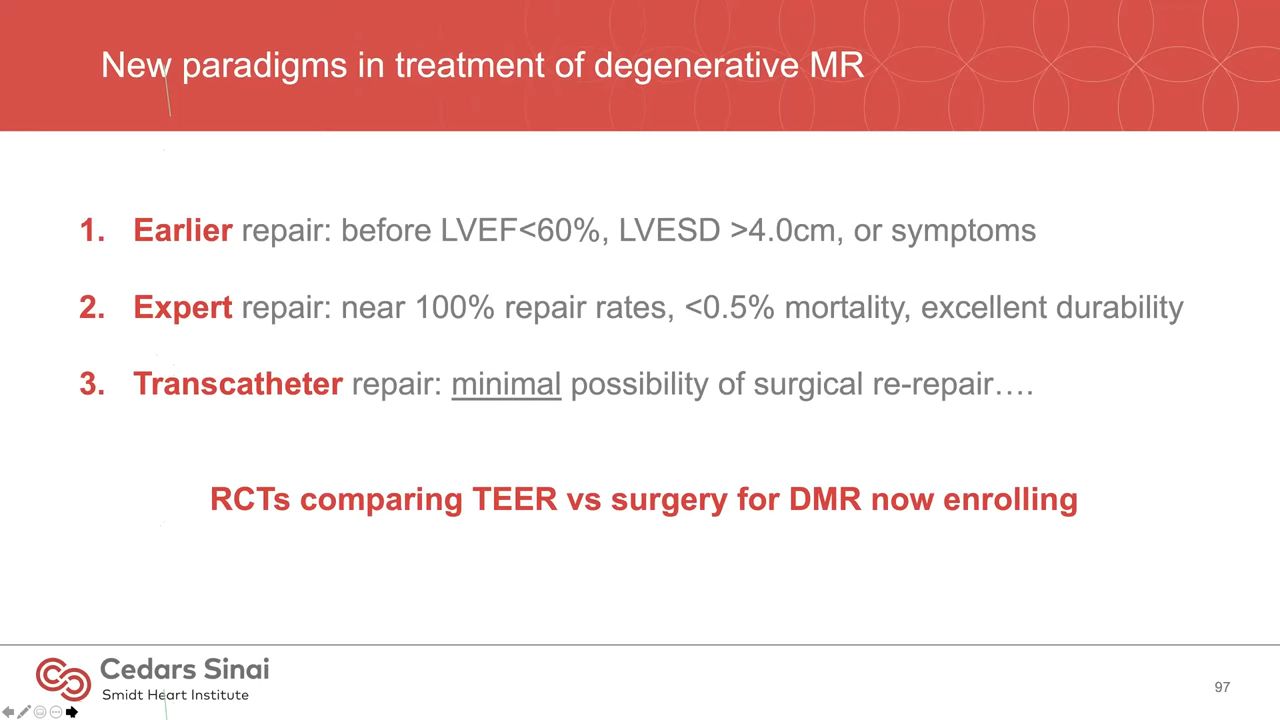 New paradigms in treatment of degenerative MR
1. Earlier repair: before LVEF<60%, LVESD >4.0cm, or symptoms
2. Expert repair: near 100% repair rates, <0.5% mortality, excellent durability
3. Transcatheter repair: minimal possibility of surgical re-repair….
RCTs comparing TEER vs surgery for DMR now enrolling
Cedars Sinai
Smidt Heart Institute
97